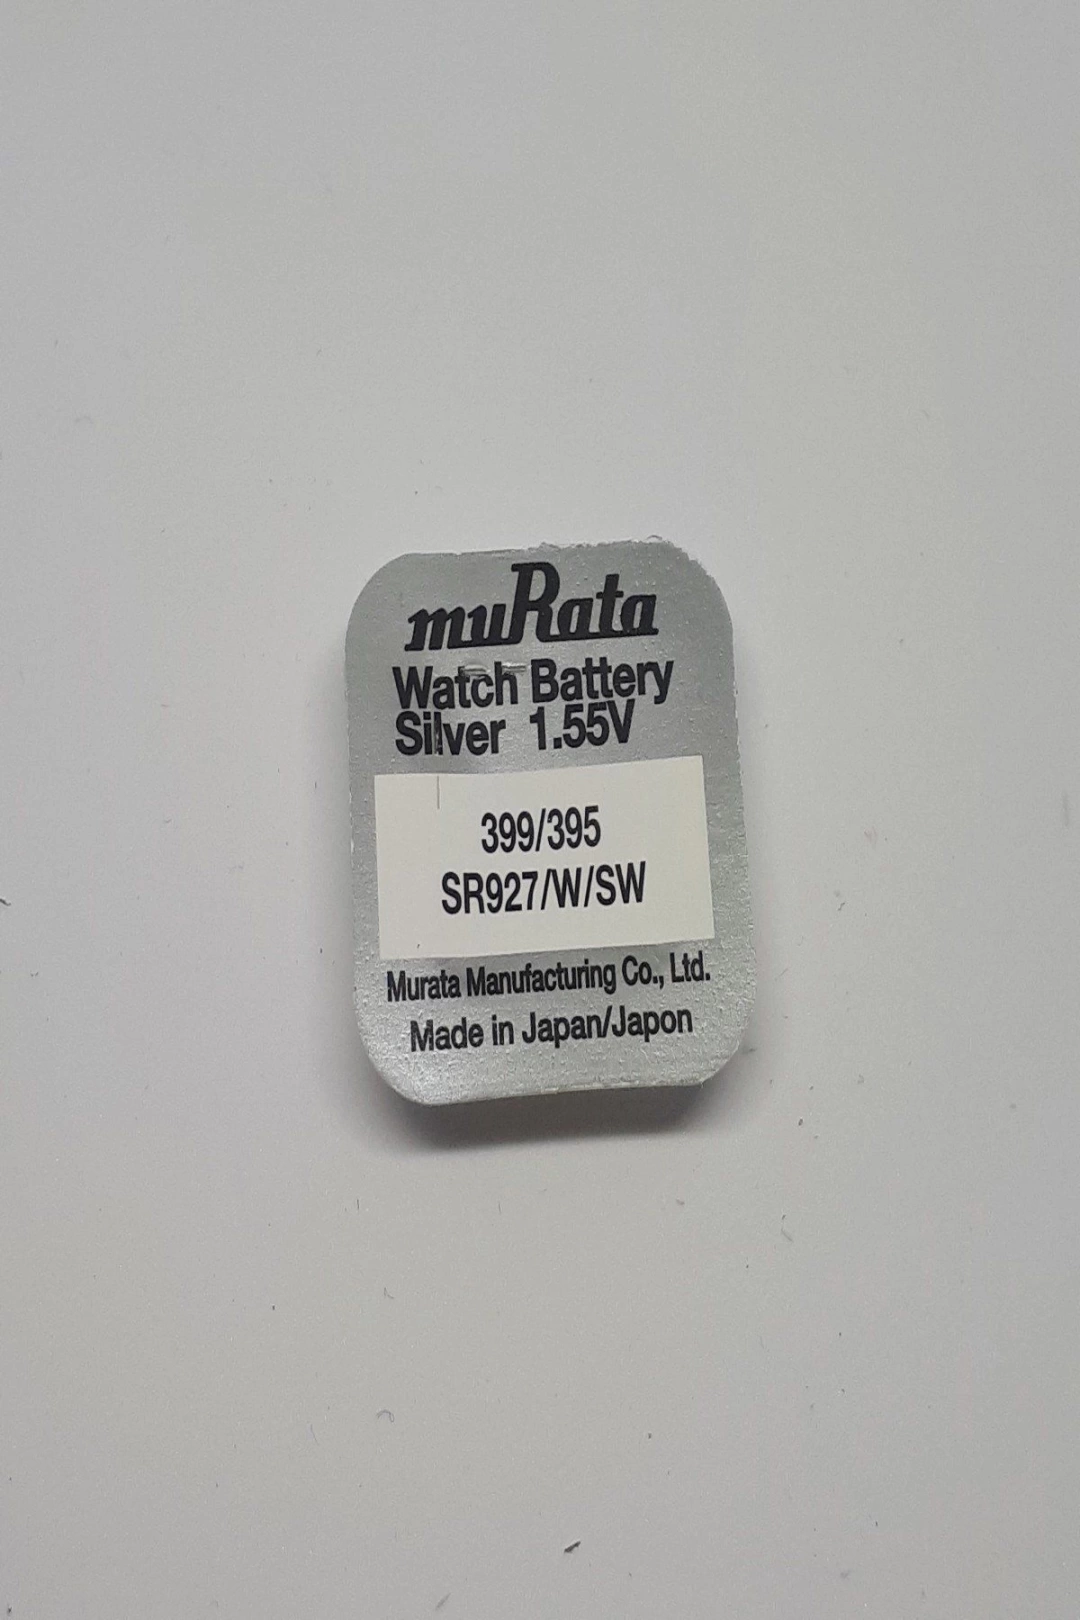 muRata
Watch Battery
Silver 1.55V
399/395
SR927/W/SW
Murata Manufacturing Co., Ltd.
Made in Japan/Japon